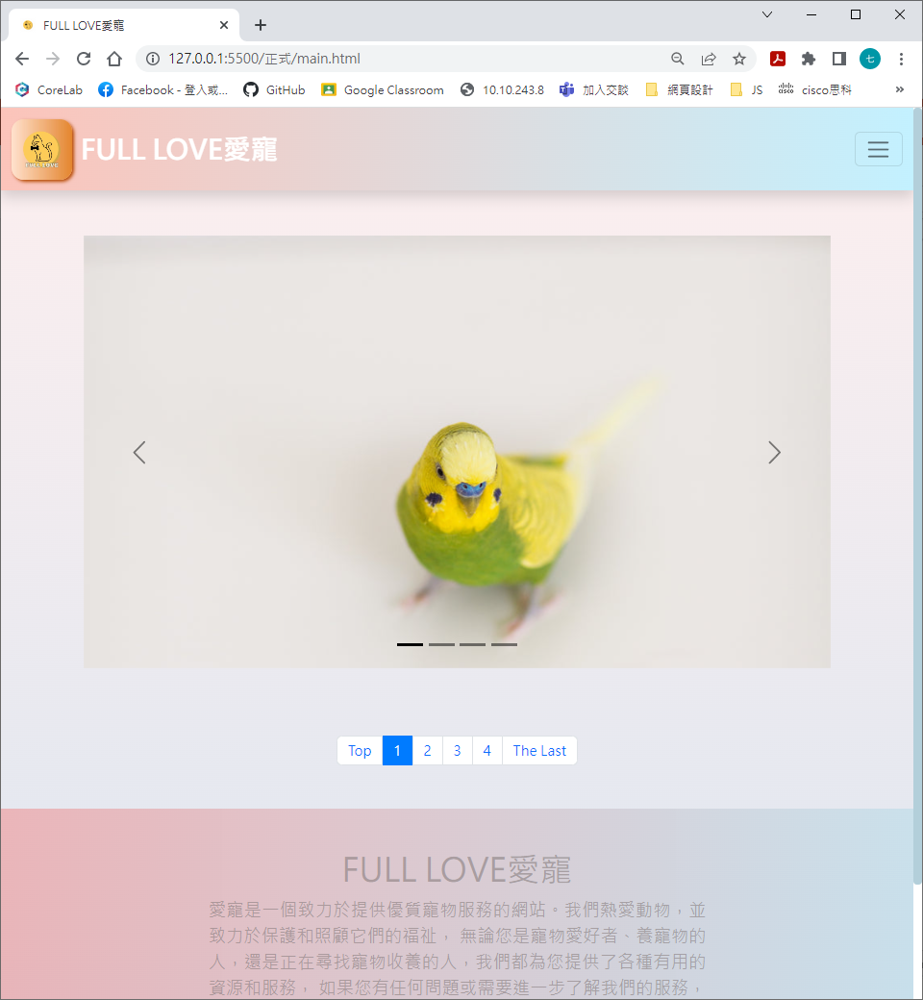 FULL LOVE愛寵
127.0.0.1:5500/正式/main.html
七
CoreLab Facebook - 登入或... GitHub Google Classroom 10.10.243.8 加入交談 網頁設計 JS cisco思科 »
FULL LOVE
FULL LOVE愛寵
Top 1 2 3 4 The Last
FULL LOVE愛寵
愛寵是一個致力於提供優質寵物服務的網站。我們熱愛動物，並
致力於保護和照顧它們的福祉， 無論您是寵物愛好者、養寵物的
人，還是正在尋找寵物收養的人，我們都為您提供了各種有用的
資源和服務， 如果您有任何問題或需要進一步了解我們的服務，